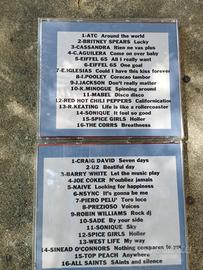 1-ATC Around the world
2-BRITNEY SPEARS Lucky
3-CASSANDRA Rien ne vas plus
4-C.AGUILERA Come on over baby
5-EIFFEL 65 All I really want
6-EIFFEL 65 One goal
7-E.IGLESIAS Could I have this kiss forever
8-I.POOLEY Coracao tambor
9-J.JACKSON Don't really matter
10-K.MINOGUE Spinning around
11-MABEL Disco disco
12-RED HOT CHILI PEPPERS Californication
13-R.KEATING Life is like a rollercoaster
14-SONIQUE It feel so good
15-SPICE GIRLS Holler
16-THE CORRS Breathness
1-CRAIG DAVID Seven days
2-U2 Beatiful day
3-BARRY WHITE Let the music play
4-JOE COKER N'oubliez jamais
5-NAIVE Looking for happiness
6-NSYNC It's gonna be me
7-PIERO PELU' Toro loco
8-PREZIOSO Voices
9-ROBIN WILLIAMS Rock dj
10-SADE By your side
11-SONIQUE Sky
12-SPICE GIRLS Holler
13-WEST LIFE My way
14-SINEAD O'CONNERS Nothing compares to you
15-TOP PEACH Anywhere
16-ALL SAINTS Saints and silence